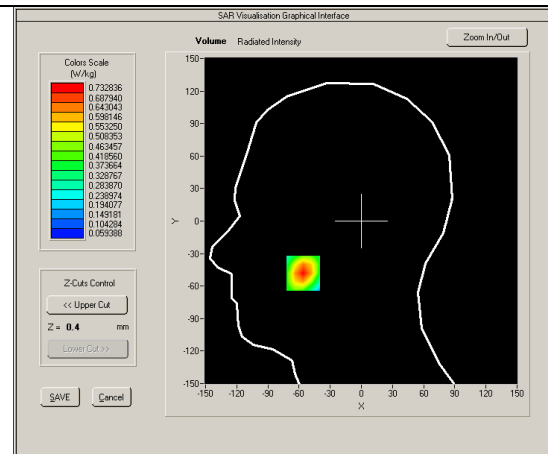 SAR Visualisation Graphical Interface
Volume Radiated Intensity
Zoom In/Out
Colors Scale
(W/kg)
0.732836
0.687940
0.643043
0.598146
0.553250
0.508353
0.463457
0.418560
0.373664
0.328767
0.283870
0.238974
0.194077
0.149181
0.104284
0.059388
Z-Cuts Control
<< Upper Cut
Z = 0.4 mm
Lower Cut >>
SAVE Cancel
150
120
90
60
30
0
-30
-60
-90
-120
-150
Y
-150 -120 -90 -60 -30 0 30 60 90 120 150
X